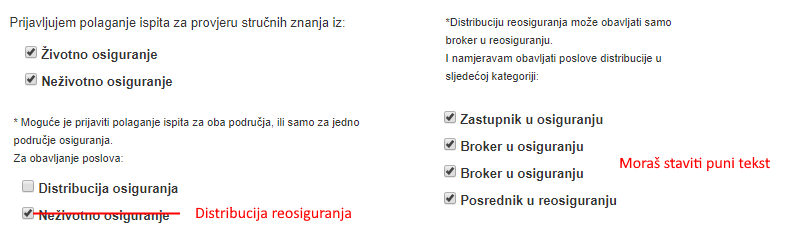 Prijavljujem polaganje ispita za provjeru stručnih znanja iz:
Životno osiguranje
Neživotno osiguranje
* Moguće je prijaviti polaganje ispita za oba područja, ili samo za jedno
područje osiguranja.
Za obavljanje poslova:
Distribucija osiguranja
Neživotno osiguranje
Distribucija reosiguranja
*Distribuciju reosiguranja može obavljati samo
broker u reosiguranju.
I namjeravam obavljati poslove distribucije u
sljedećoj kategoriji:
Zastupnik u osiguranju
Broker u osiguranju
Broker u osiguranju
Posrednik u reosiguranju
Moraš staviti puni tekst